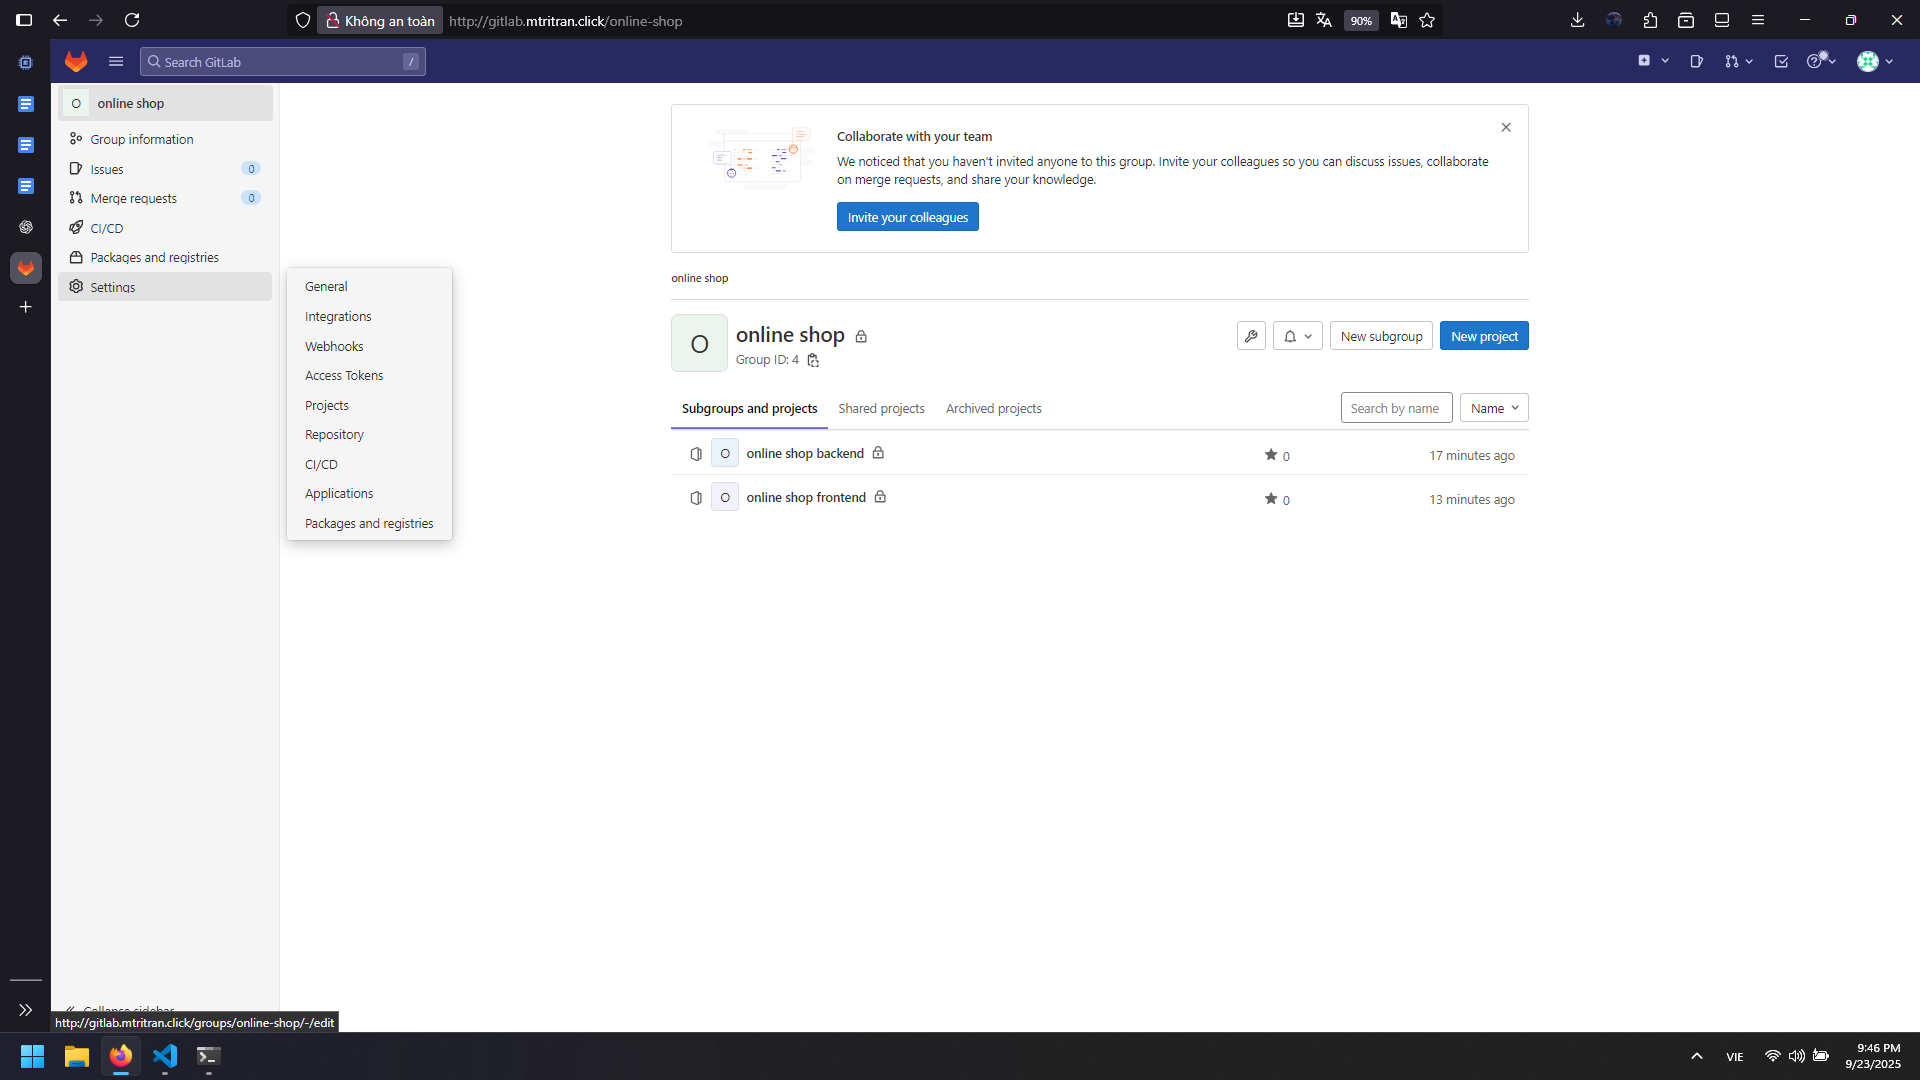 Không an toàn
http://gitlab.mtritran.click/online-shop
90%
Search GitLab
/
O
online shop
Group information
Issues
0
Merge requests
0
CI/CD
Packages and registries
Settings
General
Integrations
Webhooks
Access Tokens
Projects
Repository
CI/CD
Applications
Packages and registries
Collaborate with your team
We noticed that you haven't invited anyone to this group. Invite your colleagues so you can discuss issues, collaborate
on merge requests, and share your knowledge.
Invite your colleagues
online shop
O
online shop
Group ID: 4
New subgroup
New project
Subgroups and projects
Shared projects
Archived projects
Search by name
Name
O
online shop backend
0
17 minutes ago
O
online shop frontend
0
13 minutes ago
Collapse sidebar
http://gitlab.mtritran.click/groups/online-shop/-/edit
VIE
9:46 PM
9/23/2025